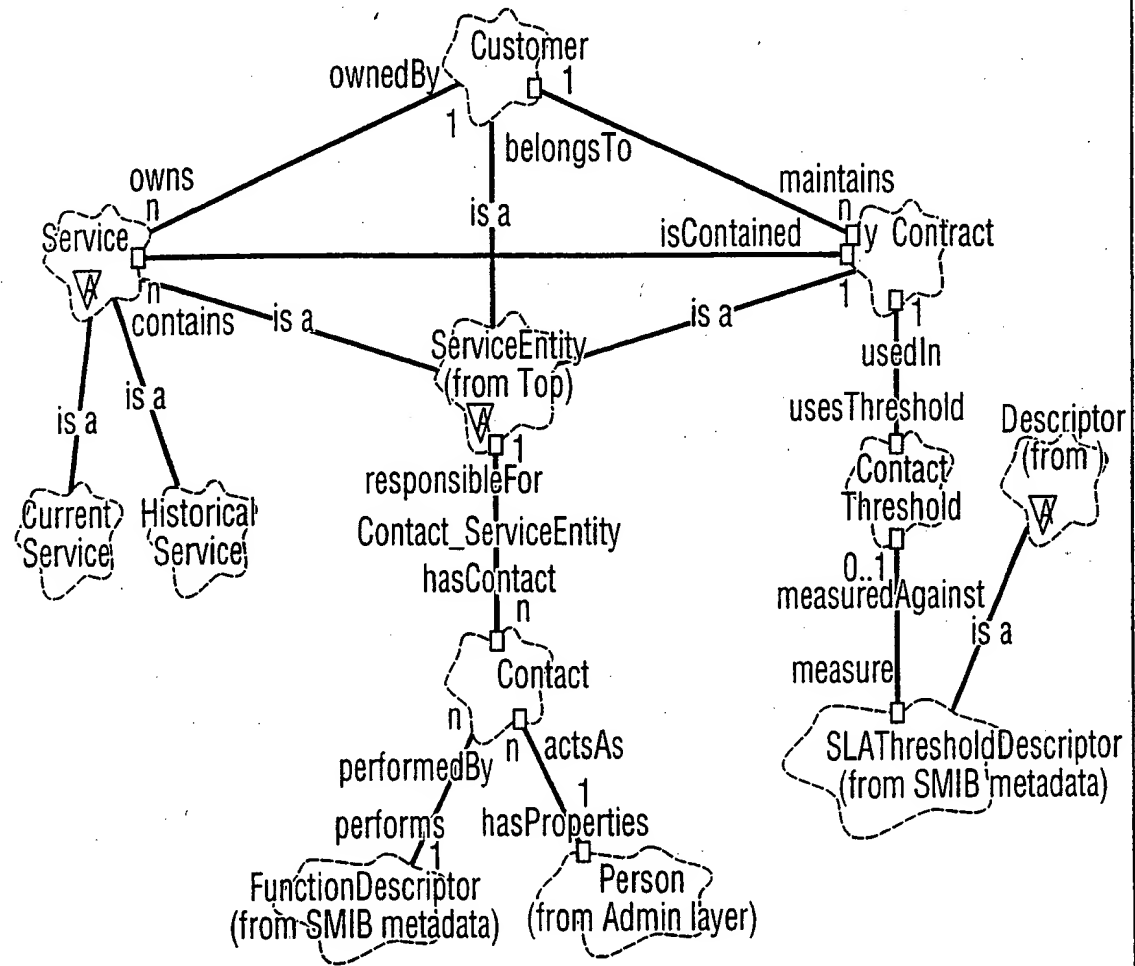 Customer
ownedBy
1
1
belongsTo
owns
n
maintains
n
is a
Service
A
isContained
y Contract
n
contains
is a
is a
1
1
ServiceEntity
(from Top)
A
1
usedIn
is a
is a
usesThreshold
Descriptor
(from )
A
responsibleFor
Contact
Threshold
Current
Service
Historical
Service
Contact_ServiceEntity
hasContact
n
0..1
measuredAgainst
is a
Contact
measure
n
n
actsAs
performedBy
SLAThresholdDescriptor
(from SMIB metadata)
1
performs
hasProperties
1
FunctionDescriptor
(from SMIB metadata)
Person
(from Admin layer)